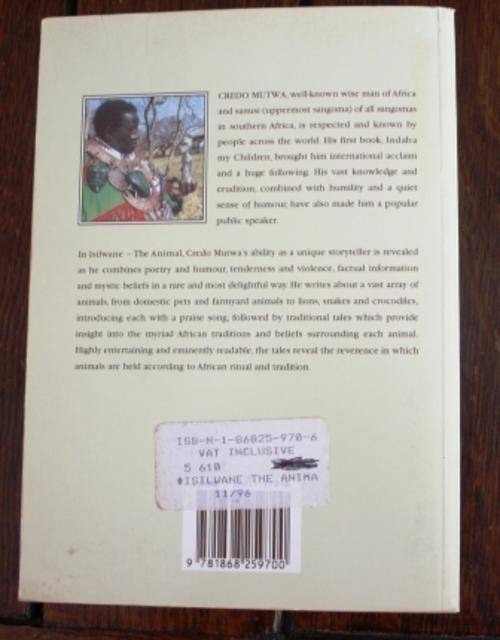 CREDO MUTWA, well-known wise man of Africa
and sanusi (uppermost sangoma) of all sangomas
in southern Africa, is respected and known by
people across the world. His first book, Indaba
my Children, brought him international acclaim
and a huge following. His vast knowledge and
erudition, combined with humility and a quiet
sense of humour, have also made him a popular
public speaker.
In Isilwane – The Animal, Credo Mutwa's ability as a unique storyteller is revealed
as he combines poetry and humour, tenderness and violence, factual information
and mystic beliefs in a rare and most delightful way. He writes about a vast array of
animals, from domestic pets and farmyard animals to lions, snakes and crocodiles,
introducing each with a praise song, followed by traditional tales which provide
insight into the myriad African traditions and beliefs surrounding each animal.
Highly entertaining and eminently readable, the tales reveal the reverence in which
animals are held according to African ritual and tradition.
ISB-N-1-86825-970-6
VAT INCLUSIVE
5 610
ISILWANE THE ANIMA
11/96
9 781868 259700